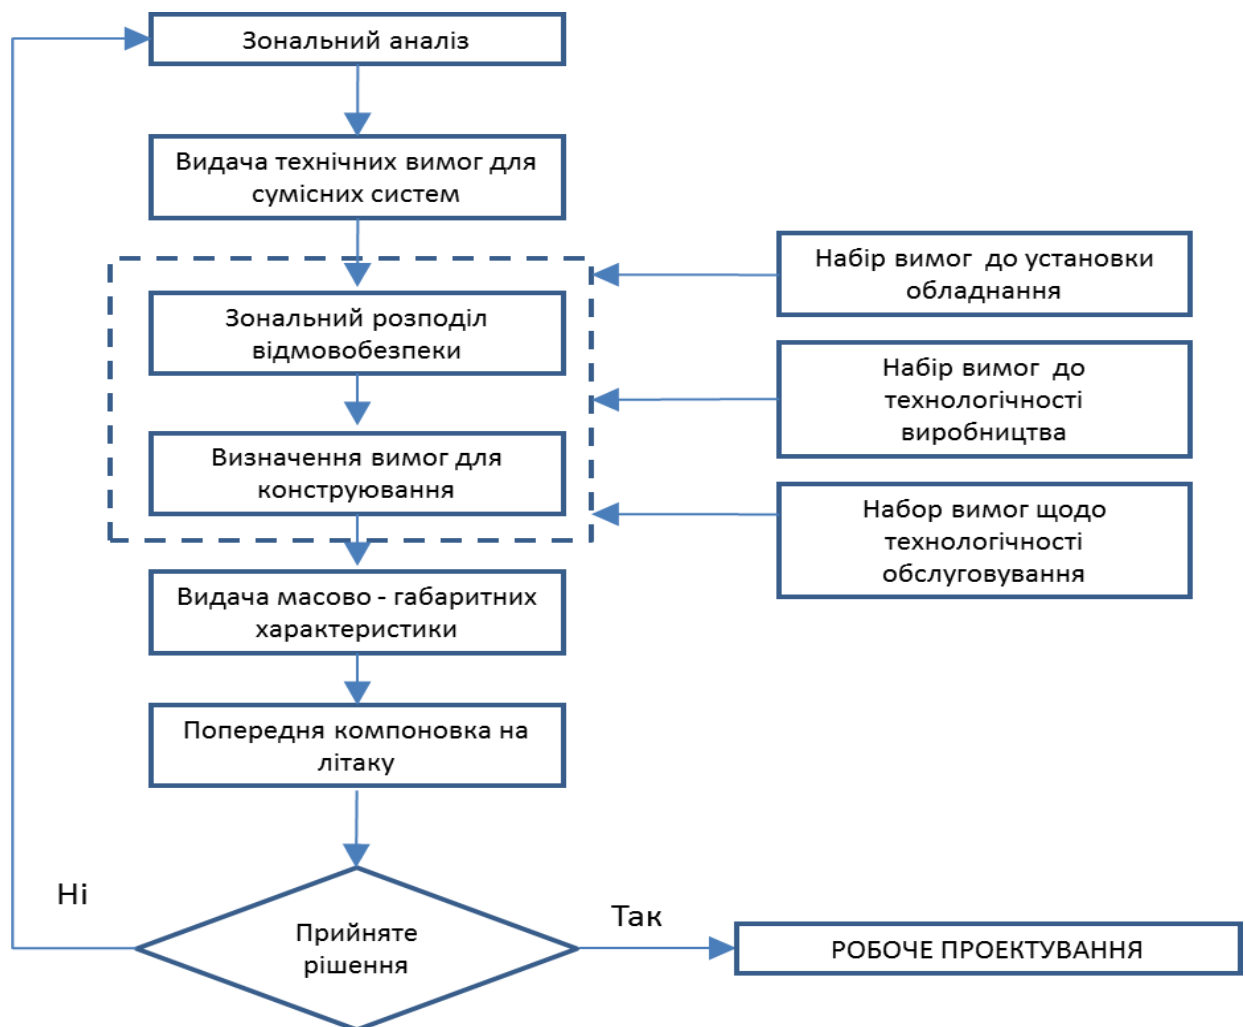 Зональний аналіз
Видача технічних вимог для
сумісних систем
Зональний розподіл
відмовобезпеки
Визначення вимог для
конструювання
Видача масово - габаритних
характеристики
Попередня компоновка на
літаку
Прийняте
рішення
Ні
Так
РОБОЧЕ ПРОЕКТУВАННЯ
Набір вимог до установки
обладнання
Набір вимог до
технологічності
виробництва
Набор вимог щодо
технологічності
обслуговування